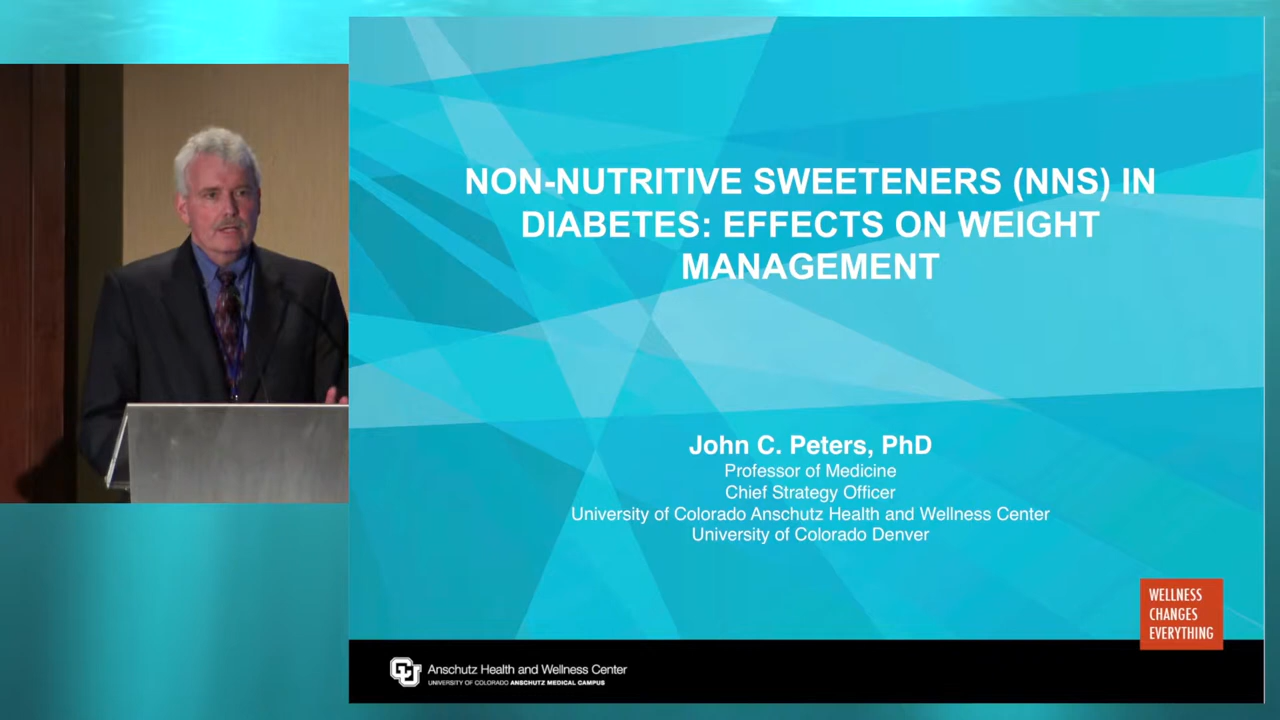 NON-NUTRITIVE SWEETENERS (NNS) IN
DIABETES: EFFECTS ON WEIGHT
MANAGEMENT
John C. Peters, PhD
Professor of Medicine
Chief Strategy Officer
University of Colorado Anschutz Health and Wellness Center
University of Colorado Denver
WELLNESS
CHANGES
EVERYTHING
CU
Anschutz Health and Wellness Center
UNIVERSITY OF COLORADO ANSCHUTZ MEDICAL CAMPUS